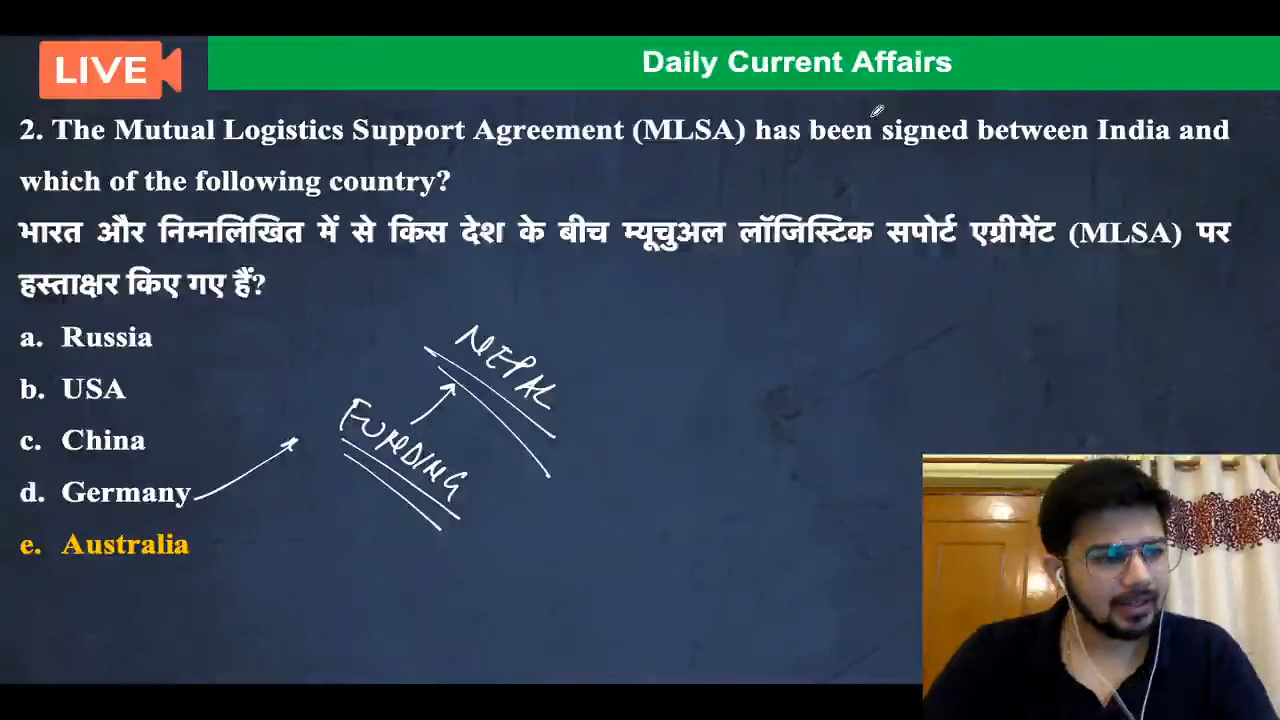 LIVE
Daily Current Affairs
2. The Mutual Logistics Support Agreement (MLSA) has been signed between India and
which of the following country?
भारत और निम्नलिखित में से किस देश के बीच म्यूचुअल लॉजिस्टिक सपोर्ट एग्रीमेंट (MLSA) पर
हस्ताक्षर किए गए हैं?
a. Russia
b. USA
c. China
d. Germany
e. Australia
NEPAL
FUNDING